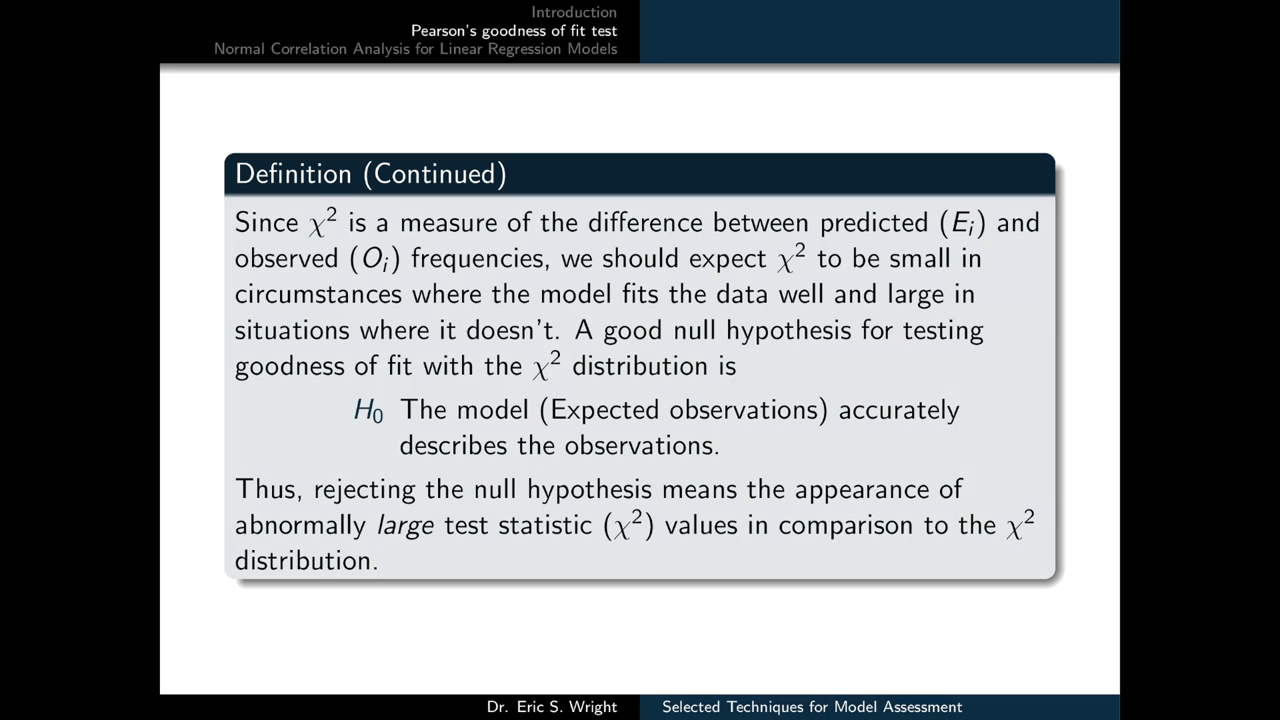 Introduction
Pearson's goodness of fit test
Normal Correlation Analysis for Linear Regression Models
Definition (Continued)
Since χ² is a measure of the difference between predicted (Eᵢ) and
observed (Oᵢ) frequencies, we should expect χ² to be small in
circumstances where the model fits the data well and large in
situations where it doesn't. A good null hypothesis for testing
goodness of fit with the χ² distribution is
H₀ The model (Expected observations) accurately
describes the observations.
Thus, rejecting the null hypothesis means the appearance of
abnormally large test statistic (χ²) values in comparison to the χ²
distribution.
Dr. Eric S. Wright
Selected Techniques for Model Assessment